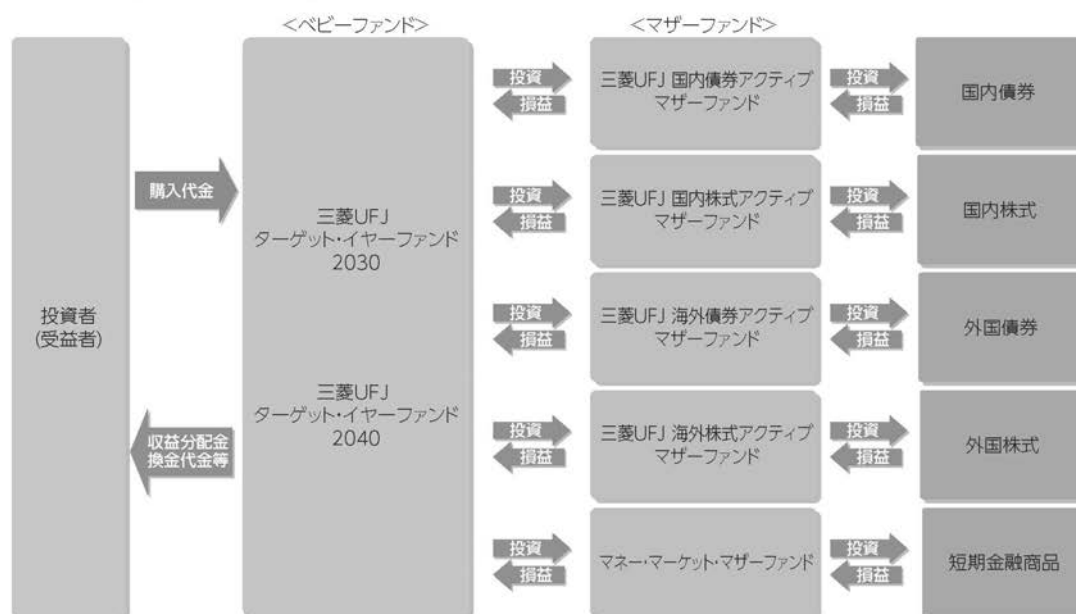 <ベビーファンド>
<マザーファンド>
投資者
(受益者)
購入代金
収益分配金
換金代金等
三菱UFJ
ターゲット・イヤーファンド
2030
三菱UFJ
ターゲット・イヤーファンド
2040
投資
損益
三菱UFJ 国内債券アクティブ
マザーファンド
投資
損益
国内債券
投資
損益
三菱UFJ 国内株式アクティブ
マザーファンド
投資
損益
国内株式
投資
損益
三菱UFJ 海外債券アクティブ
マザーファンド
投資
損益
外国債券
投資
損益
三菱UFJ 海外株式アクティブ
マザーファンド
投資
損益
外国株式
投資
損益
マネー・マーケット・マザーファンド
投資
損益
短期金融商品